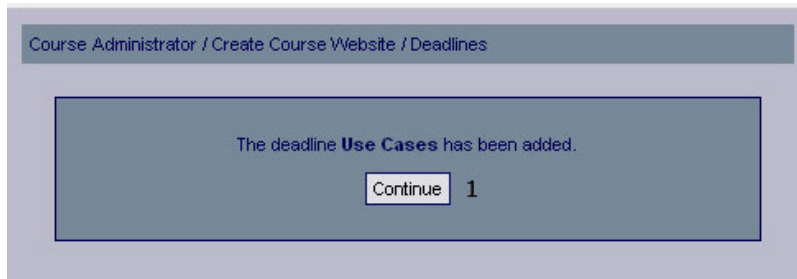 Course Administrator / Create Course Website / Deadlines
The deadline Use Cases has been added.
Continue 1